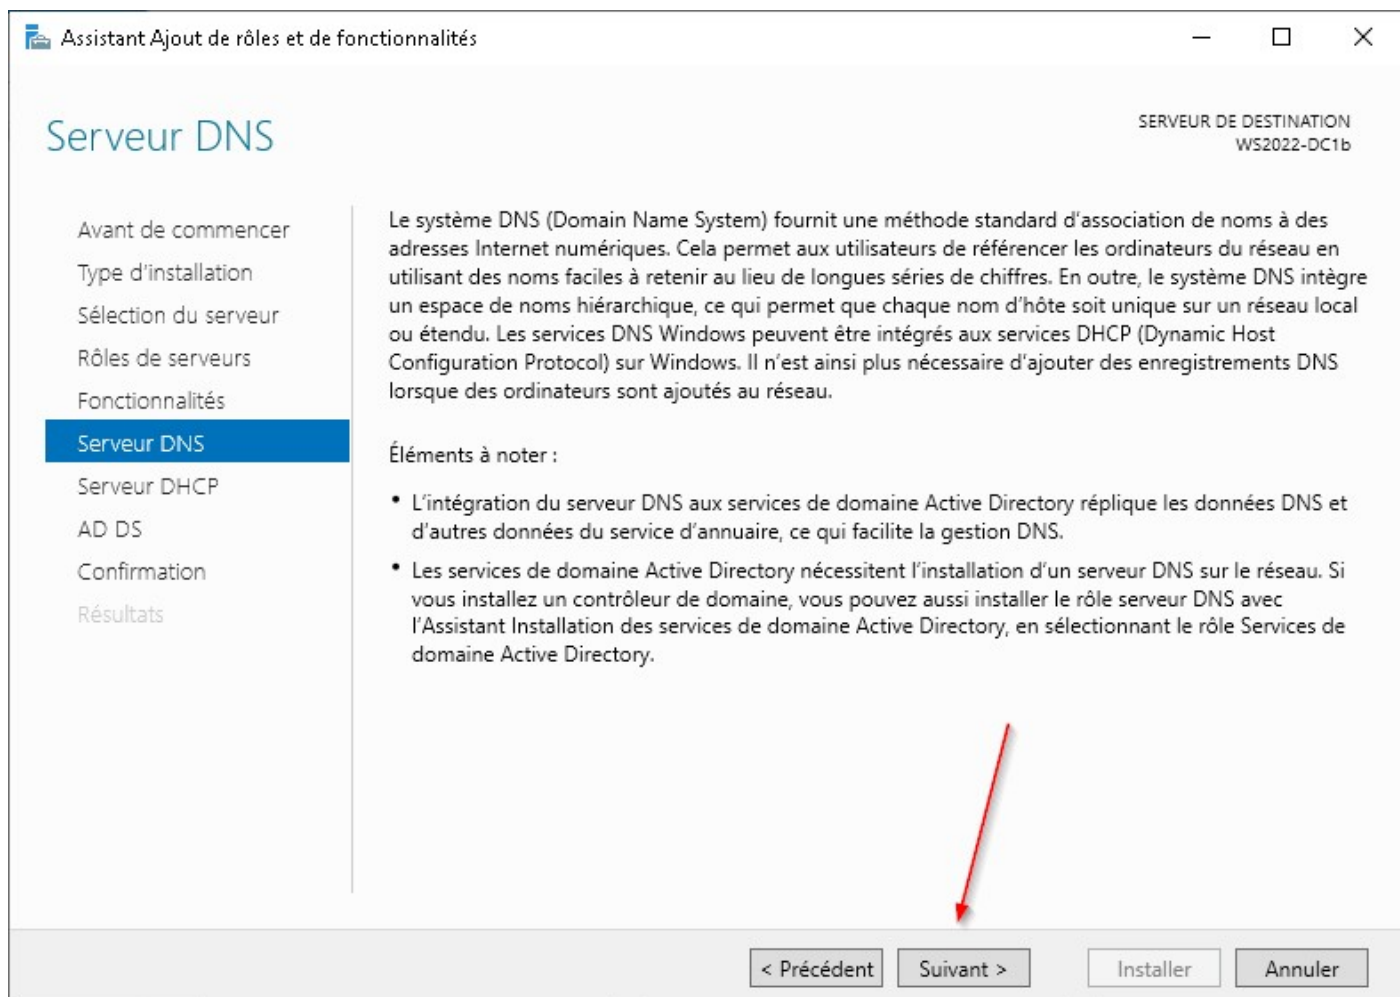 Assistant Ajout de rôles et de fonctionnalités
Serveur DNS
SERVEUR DE DESTINATION
WS2022-DC1b
Avant de commencer
Type d'installation
Sélection du serveur
Rôles de serveurs
Fonctionnalités
Serveur DNS
Serveur DHCP
AD DS
Confirmation
Résultats
Le système DNS (Domain Name System) fournit une méthode standard d'association de noms à des
adresses Internet numériques. Cela permet aux utilisateurs de référencer les ordinateurs du réseau en
utilisant des noms faciles à retenir au lieu de longues séries de chiffres. En outre, le système DNS intègre
un espace de noms hiérarchique, ce qui permet que chaque nom d'hôte soit unique sur un réseau local
ou étendu. Les services DNS Windows peuvent être intégrés aux services DHCP (Dynamic Host
Configuration Protocol) sur Windows. Il n'est ainsi plus nécessaire d'ajouter des enregistrements DNS
lorsque des ordinateurs sont ajoutés au réseau.
Éléments à noter :
• L'intégration du serveur DNS aux services de domaine Active Directory réplique les données DNS et
d'autres données du service d'annuaire, ce qui facilite la gestion DNS.
• Les services de domaine Active Directory nécessitent l'installation d'un serveur DNS sur le réseau. Si
vous installez un contrôleur de domaine, vous pouvez aussi installer le rôle serveur DNS avec
l'Assistant Installation des services de domaine Active Directory, en sélectionnant le rôle Services de
domaine Active Directory.
< Précédent
Suivant >
Installer
Annuler